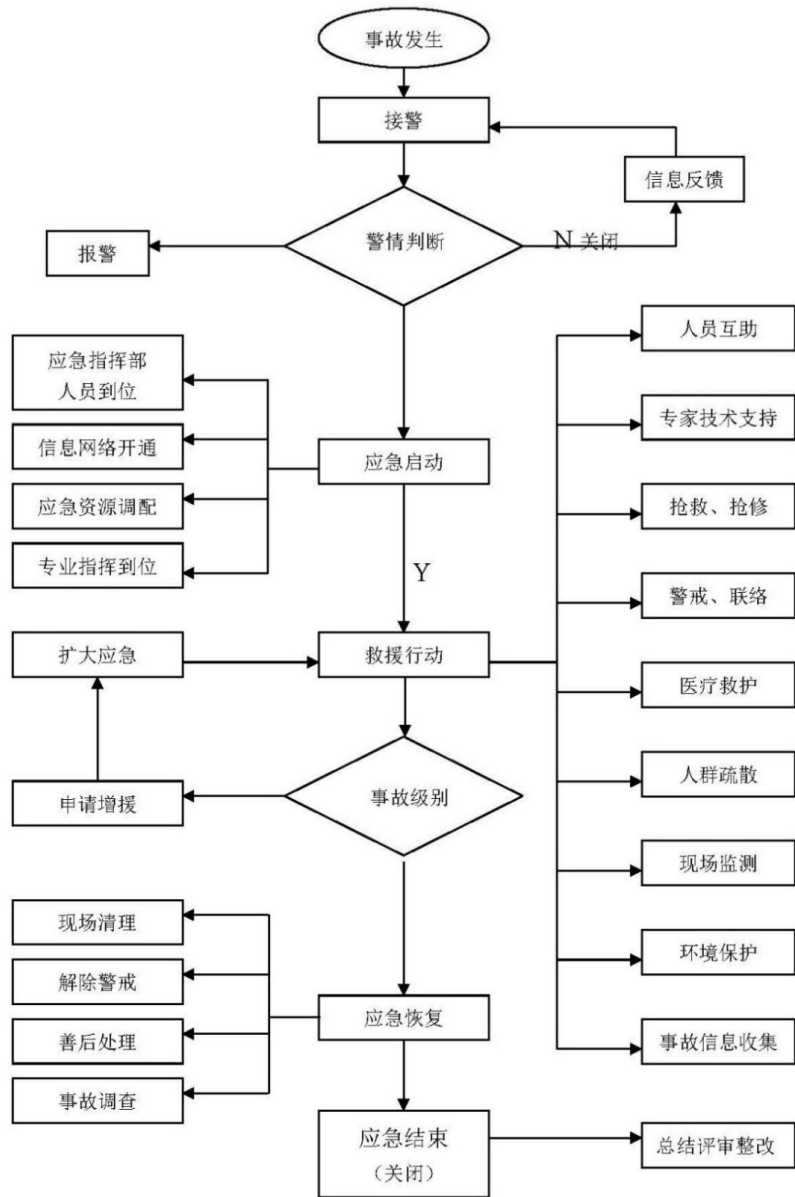 事故发生
接警
信息反馈
报警
警情判断
N 关闭
人员互助
应急指挥部
人员到位
专家技术支持
信息网络开通
应急启动
应急资源调配
抢救、抢修
专业指挥到位
Y
警戒、联络
扩大应急
救援行动
医疗救护
人群疏散
申请增援
事故级别
现场监测
现场清理
环境保护
解除警戒
应急恢复
善后处理
事故信息收集
事故调查
应急结束
（关闭）
总结评审整改